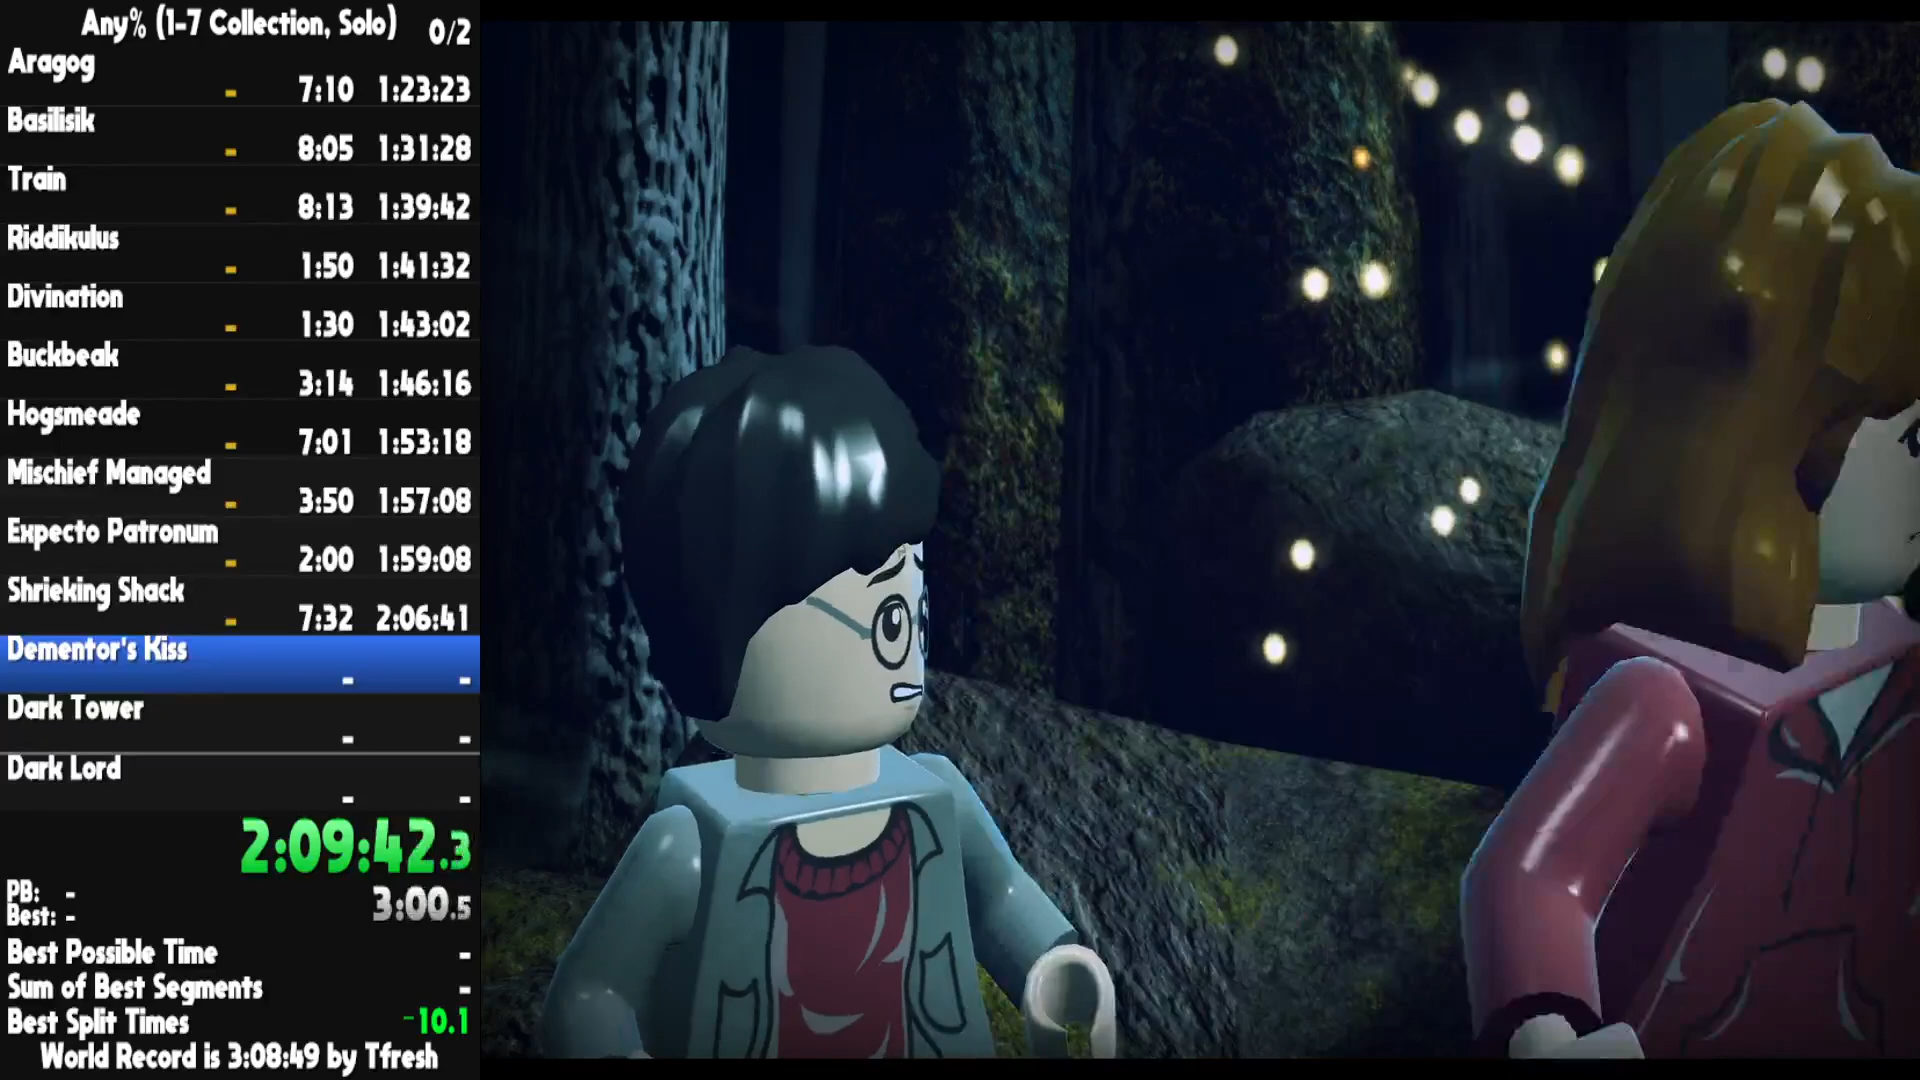 Any% (1-7 Collection, Solo) 0/2
Aragog
- 7:10 1:23:23
Basilisik
- 8:05 1:31:28
Train
- 8:13 1:39:42
Riddikulus
- 1:50 1:41:32
Divination
- 1:30 1:43:02
Buckbeak
- 3:14 1:46:16
Hogsmeade
- 7:01 1:53:18
Mischief Managed
- 3:50 1:57:08
Expecto Patronum
- 2:00 1:59:08
Shrieking Shack
- 7:32 2:06:41
Dementor's Kiss
- -
Dark Tower
- -
Dark Lord
- -
2:09:42.3
PB: -
Best: - 3:00.5
Best Possible Time -
Sum of Best Segments -
Best Split Times -10.1
World Record is 3:08:49 by Tfresh